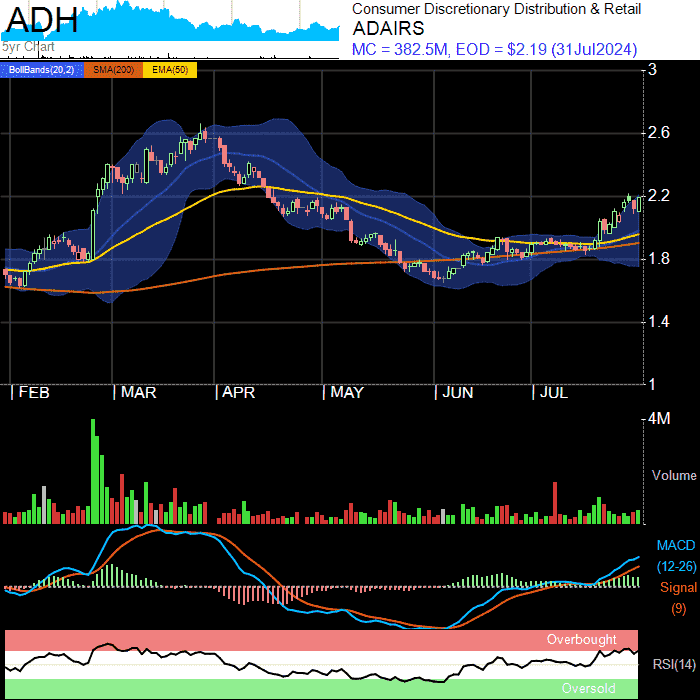 ADH
5yr Chart
Consumer Discretionary Distribution & Retail
ADAIRS
MC = 382.5M, EOD = $2.19 (31Jul2024)
BollBands(20,2) SMA(200) EMA(50)
3
2.6
2.2
1.8
1.4
1
FEB MAR APR MAY JUN JUL
4M
Volume
MACD
(12-26)
Signal
(9)
Overbought
RSI(14)
Oversold